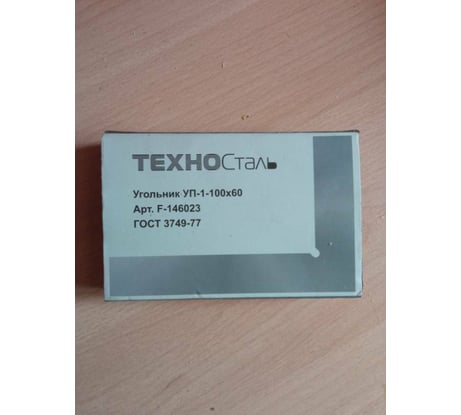 ТЕХНОСталь
Угольник УП-1-100х60
Арт. F-146023
ГОСТ 3749-77